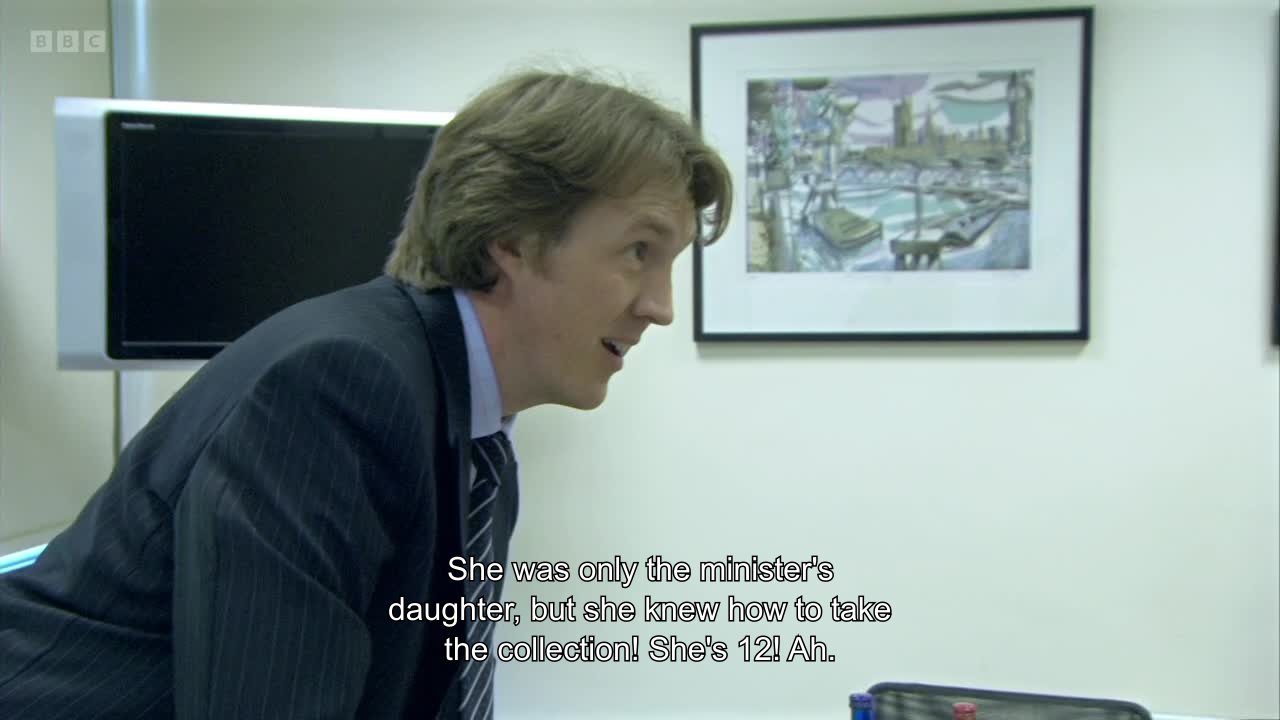 BBC
She was only the minister's
daughter, but she knew how to take
the collection! She's 12! Ah.